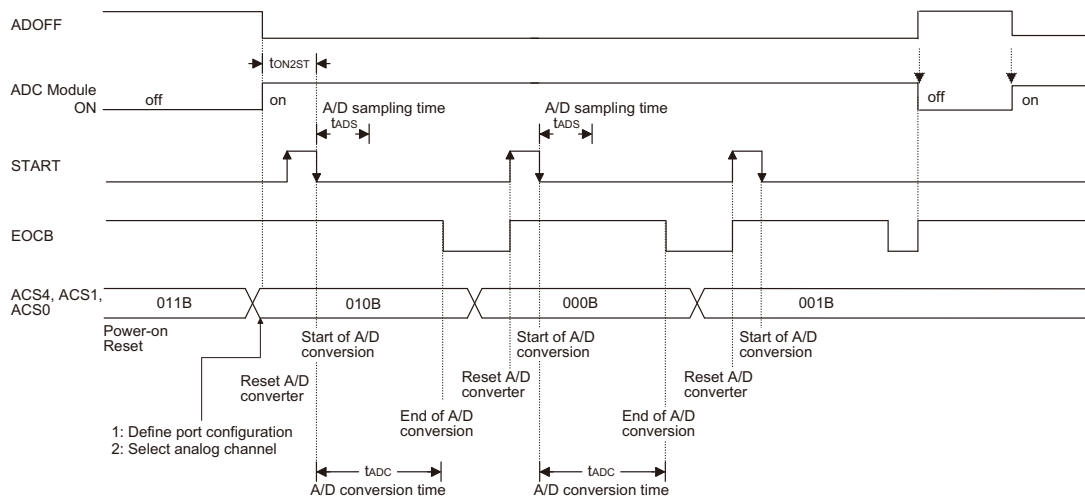 ADOFF
tON2ST
ADC Module
ON
off
on
off
on
A/D sampling time
tADS
A/D sampling time
tADS
START
EOCB
ACS4, ACS1,
ACS0
011B
010B
000B
001B
Power-on
Reset
Start of A/D
conversion
Start of A/D
conversion
Start of A/D
conversion
Reset A/D
converter
Reset A/D
converter
Reset A/D
converter
End of A/D
conversion
End of A/D
conversion
1: Define port configuration
2: Select analog channel
tADC
A/D conversion time
tADC
A/D conversion time